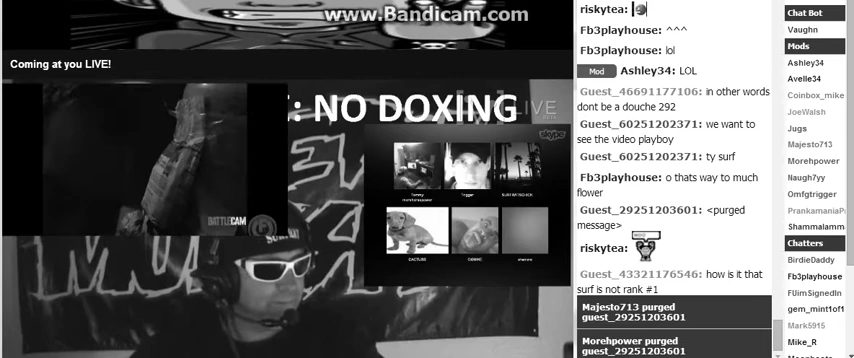 www.Bandicam.com
Coming at you LIVE!
: NO DOXING
LIVE
skype
Trigger
CACTUS
BATTLECAM
riskytea:
Fb3playhouse: ^^^
Fb3playhouse: lol
Mod Ashley34: LOL
Guest_46691177106: in other words
dont be a douche 292
Guest_60251202371: we want to
see the video playboy
Guest_60251202371: ty surf
Fb3playhouse: o thats way to much
flower
Guest_29251203601: <purged
message>
riskytea:
Guest_43321176546: how is it that
surf is not rank #1
Majesto713 purged
guest_29251203601
Morehpower purged
guest_29251203601
Chat Bot
Vaughn
Mods
Ashley34
Avelle34
Coinbox_mike
JoeWalsh
Jugs
Majesto713
Morehpower
Naugh7yy
Omfgtrigger
PrankamaniaP
Shammalamm
Chatters
BirdieDaddy
Fb3playhouse
FUimSignedIn
gem_mint1of1
Mark5915
Mike_R